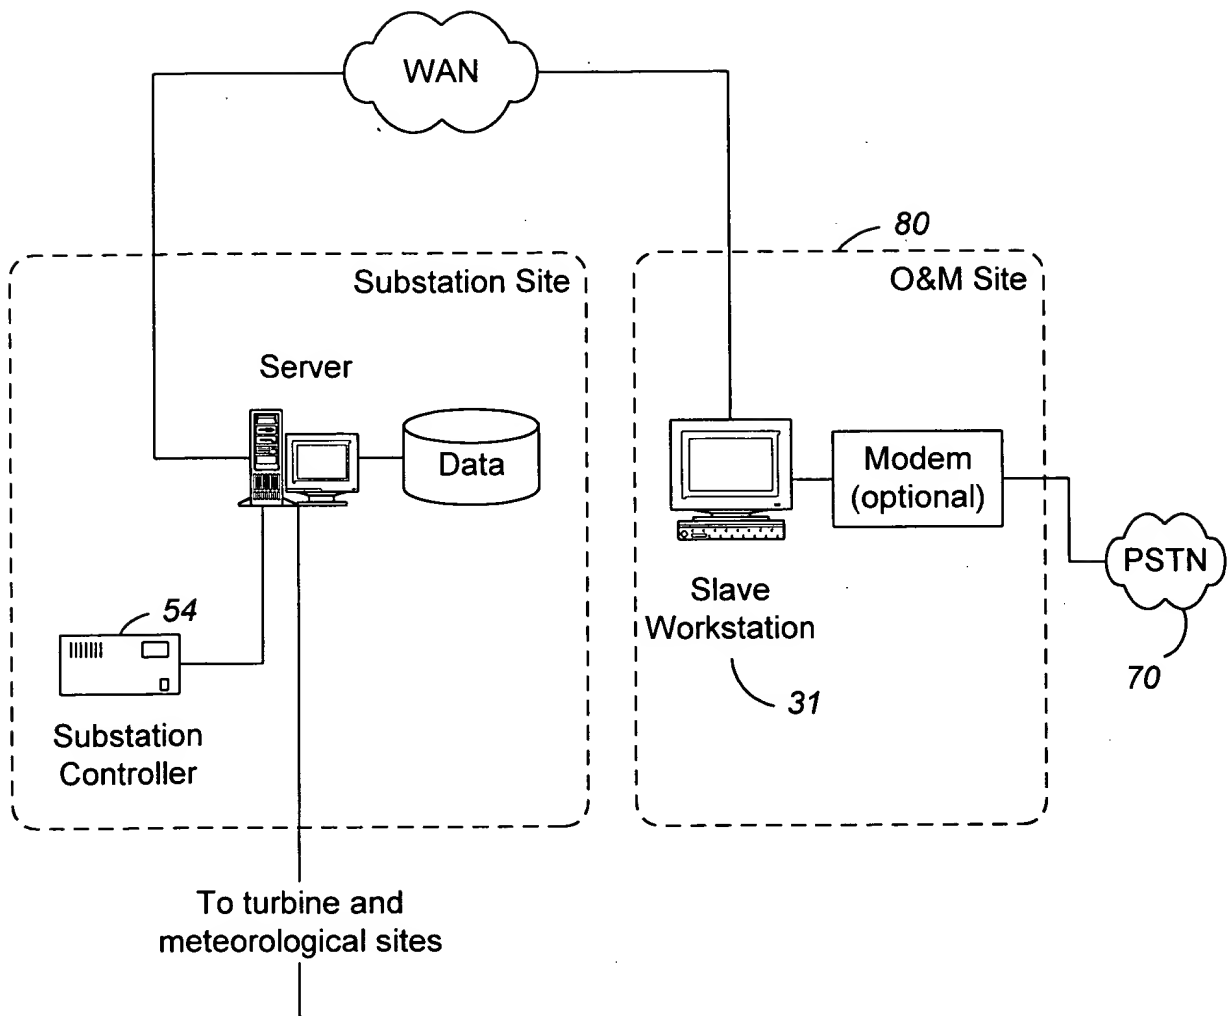 WAN
80
Substation Site
O&M Site
Server
Data
Modem
(optional)
PSTN
Slave
Workstation
54
70
31
Substation
Controller
To turbine and
meteorological sites